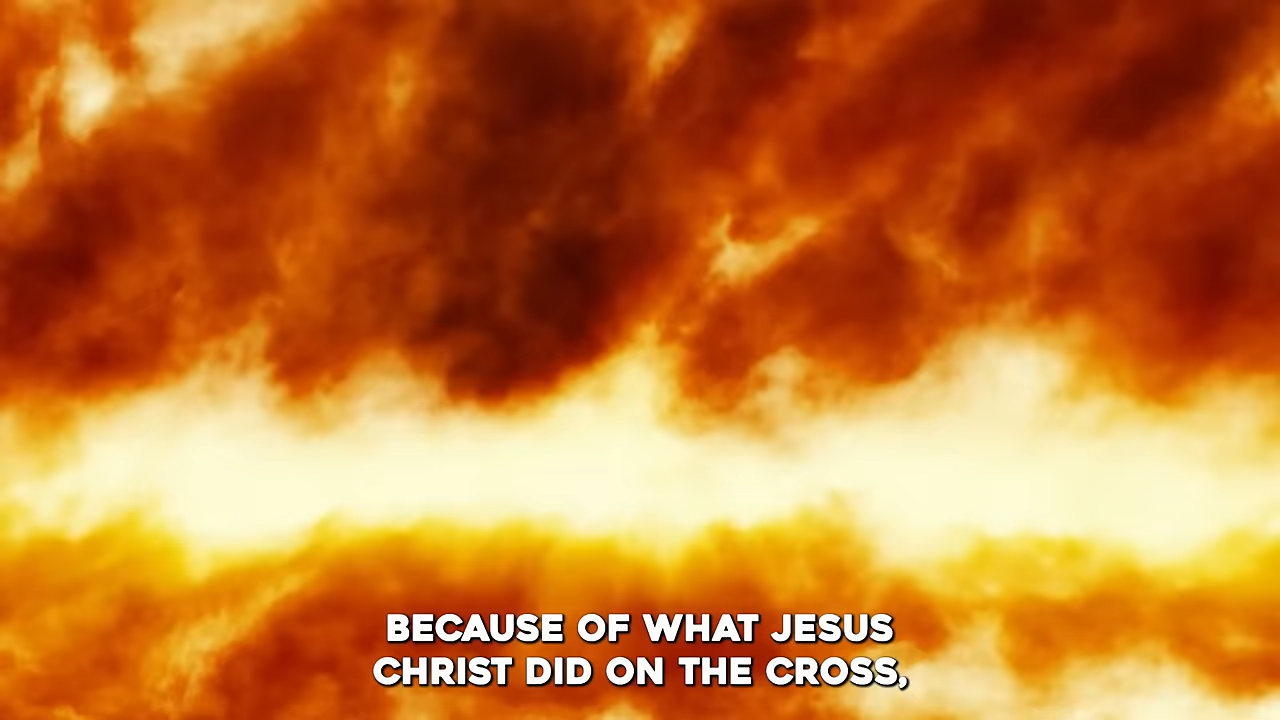 BECAUSE OF WHAT JESUS
CHRIST DID ON THE CROSS,